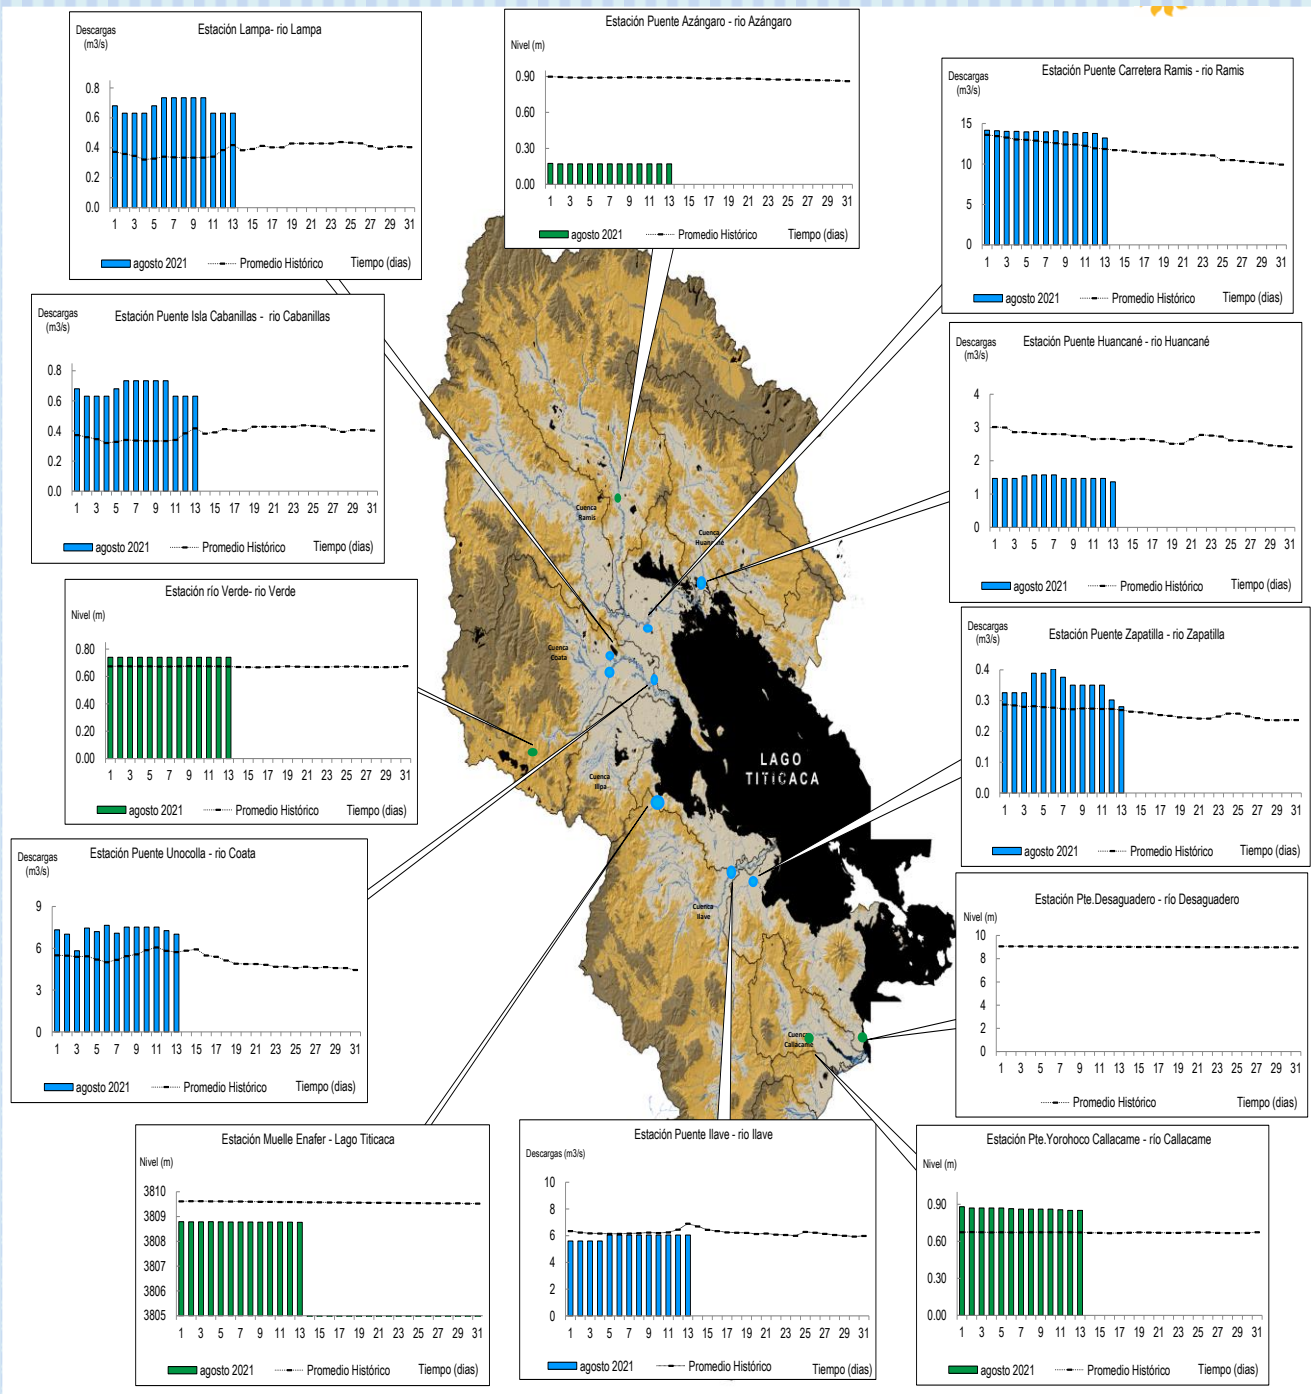 Descargas
(m3/s)
Estación Lampa- rio Lampa
0.8
0.6
0.4
0.2
0.0
1 3 5 7 9 11 13 15 17 19 21 23 25 27 29 31
agosto 2021 Promedio Histórico Tiempo (dias)
Estación Puente Azángaro - rio Azángaro
Nivel (m)
0.90
0.60
0.30
0.00
1 3 5 7 9 11 13 15 17 19 21 23 25 27 29 31
agosto 2021 Promedio Histórico Tiempo (dias)
Estación Puente Carretera Ramis - rio Ramis
Descargas
(m3/s)
15
10
5
0
1 3 5 7 9 11 13 15 17 19 21 23 25 27 29 31
agosto 2021 Promedio Histórico Tiempo (días)
Descargas
(m3/s)
Estación Puente Isla Cabanillas - rio Cabanillas
0.8
0.6
0.4
0.2
0.0
1 3 5 7 9 11 13 15 17 19 21 23 25 27 29 31
agosto 2021 Promedio Histórico Tiempo (días)
Descargas
(m3/s)
Estación Puente Huancané - rio Huancané
4
3
2
1
0
1 3 5 7 9 11 13 15 17 19 21 23 25 27 29 31
agosto 2021 Promedio Histórico Tiempo (días)
Estación río Verde- rio Verde
Nivel (m)
0.80
0.60
0.40
0.20
0.00
1 3 5 7 9 11 13 15 17 19 21 23 25 27 29 31
agosto 2021 Promedio Histórico Tiempo (dias)
Descargas
(m3/s)
Estación Puente Zapatilla - rio Zapatilla
0.4
0.3
0.2
0.1
0.0
1 3 5 7 9 11 13 15 17 19 21 23 25 27 29 31
agosto 2021 Promedio Histórico Tiempo (días)
Cuenca
Ramis
Cuenca
Huancané
Cuenca
Coata
Cuenca
Illpa
LAGO
TITICACA
Cuenca
Ilave
Cuenca
Callacame
Descargas
(m3/s)
Estación Puente Unocolla - rio Coata
9
6
3
0
1 3 5 7 9 11 13 15 17 19 21 23 25 27 29 31
agosto 2021 Promedio Histórico Tiempo (dias)
Estación Pte.Desaguadero - río Desaguadero
Nivel (m)
10
8
6
4
2
0
1 3 5 7 9 11 13 15 17 19 21 23 25 27 29 31
Promedio Histórico Tiempo (días)
Estación Muelle Enafer - Lago Titicaca
Nivel (m)
3810
3809
3808
3807
3806
3805
1 3 5 7 9 11 13 15 17 19 21 23 25 27 29 31
agosto 2021 Promedio Histórico Tiempo (dias)
Estación Puente Ilave - rio Ilave
Descargas (m3/s)
10
8
6
4
2
0
1 3 5 7 9 11 13 15 17 19 21 23 25 27 29 31
agosto 2021 Promedio Histórico Tiempo (días)
Estación Pte.Yorohoco Callacame - río Callacame
Nivel (m)
0.90
0.60
0.30
0.00
1 3 5 7 9 11 13 15 17 19 21 23 25 27 29 31
agosto 2021 Promedio Histórico Tiempo (días)